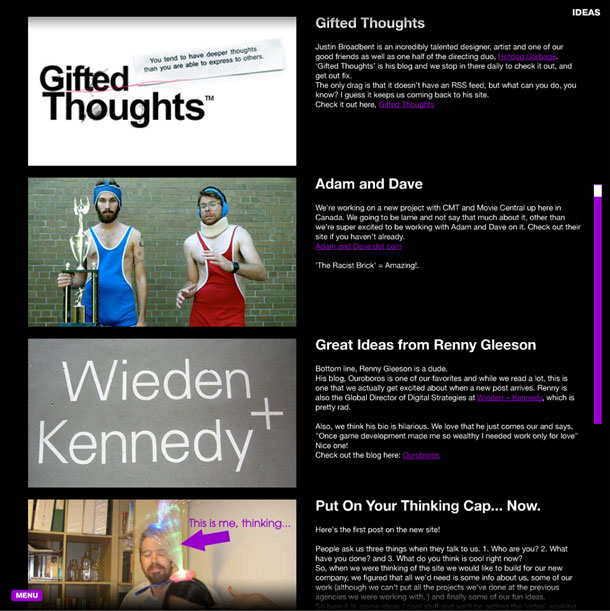 IDEAS
Gifted Thoughts
Justin Broadbent is an incredibly talented designer, artist and one of our
good friends as well as one half of the directing duo, Hotdog Garbage.
'Gifted Thoughts' is his blog and we stop in there daily to check it out, and
get out fix.
The only drag is that it doesn't have an RSS feed, but what can you do, you
know? I guess it keeps us coming back to his site.
Check it out here, Gifted Thoughts
You tend to have deeper thoughts
than you are able to express to others.
Gifted
Thoughts™
Adam and Dave
We're working on a new project with CMT and Movie Central up here in
Canada. We going to be lame and not say that much about it, other than
we're super excited to be working with Adam and Dave on it. Check out their
site if you haven't already.
Adam and Dave dot com
'The Racist Brick' = Amazing!.
Great Ideas from Renny Gleeson
Bottom line, Renny Gleeson is a dude.
His blog, Ouroboros is one of our favorites and while we read a lot, this is
one that we actually get excited about when a new post arrives. Renny is
also the Global Director of Digital Strategies at Wieden + Kennedy, which is
pretty rad.
Also, we think his bio is hilarious. We love that he just comes our and says,
"Once game development made me so wealthy I needed work only for love"
Nice one!
Check out the blog here: Ouroboros
Wieden
+
Kennedy
Put On Your Thinking Cap... Now.
Here's the first post on the new site!
People ask us three things when they talk to us. 1. Who are you? 2. What
have you done? and 3. What do you think is cool right now?
So, when we were thinking of the site we would like to build for our new
company, we figured that all we'd need is some info about us, some of our
work (although we can't put all the projects we've done at the previous
agencies we were working with, ) and finally some of our fun ideas.
This is me, thinking...
MENU